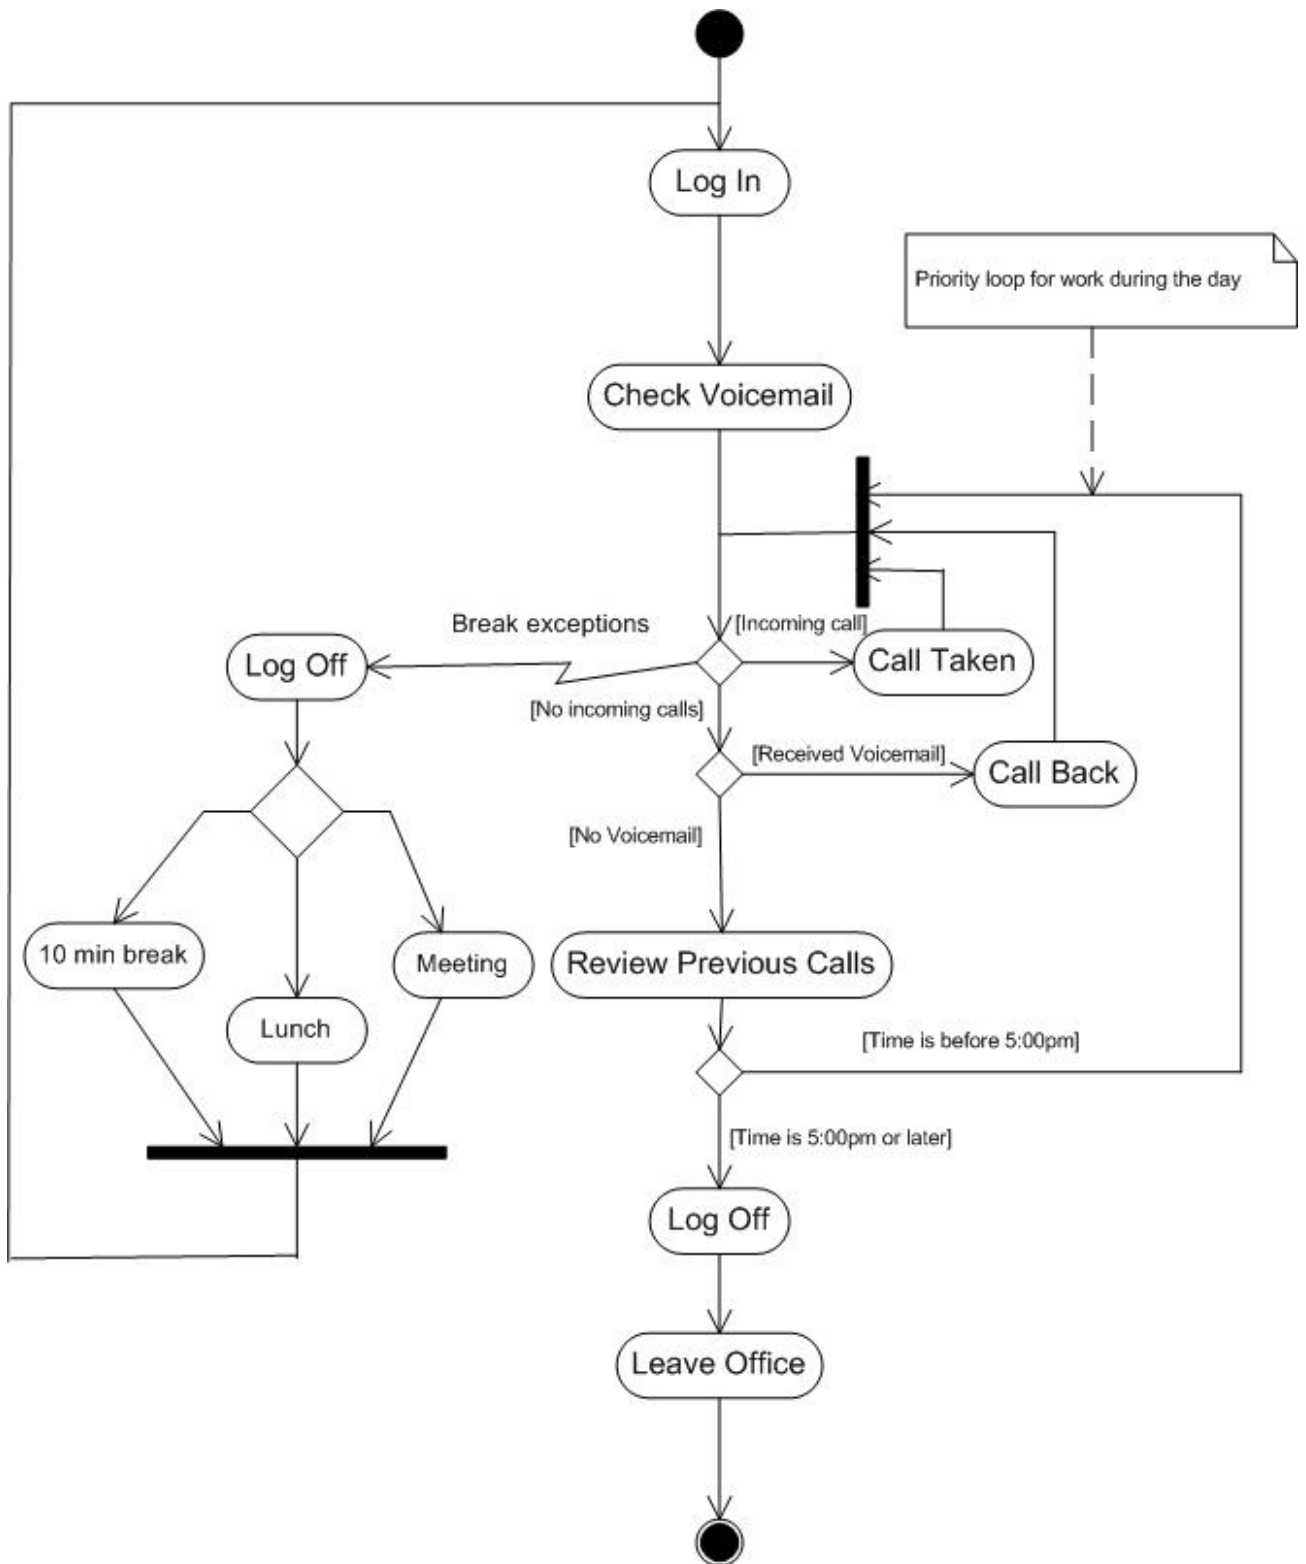 Log In
Priority loop for work during the day
Check Voicemail
Break exceptions
[Incoming call]
Log Off
Call Taken
[No incoming calls]
[Received Voicemail]
Call Back
[No Voicemail]
10 min break
Meeting
Review Previous Calls
Lunch
[Time is before 5:00pm]
[Time is 5:00pm or later]
Log Off
Leave Office